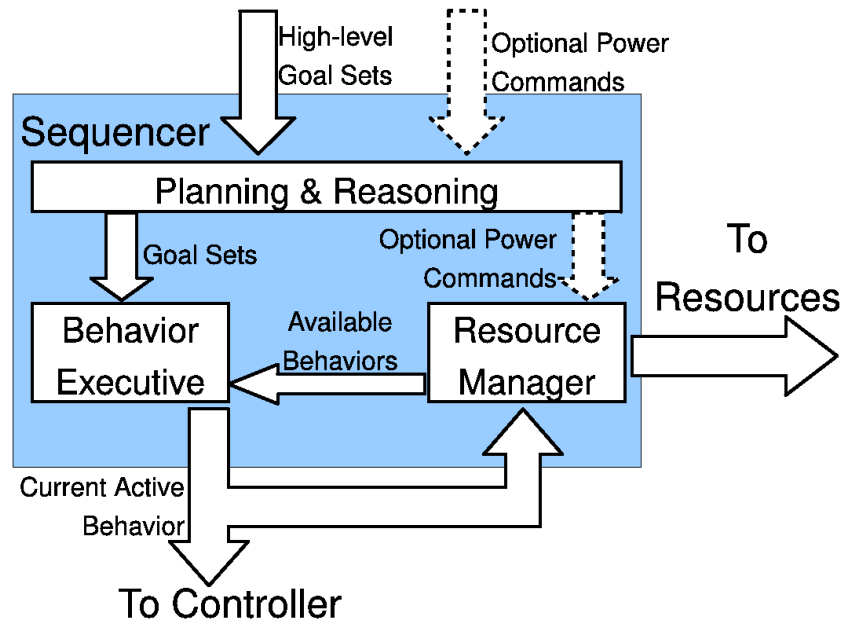 High-level
Goal Sets
Optional Power
Commands
Sequencer
Planning & Reasoning
Goal Sets
Optional Power
Commands
To
Resources
Behavior
Executive
Available
Behaviors
Resource
Manager
Current Active
Behavior
To Controller